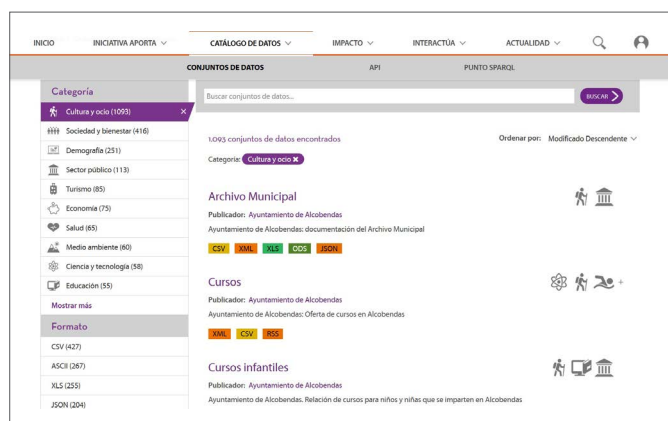 INICIO INICIATIVA APORTA CATÁLOGO DE DATOS IMPACTO INTERACTÚA ACTUALIDAD
CONJUNTOS DE DATOS API PUNTO SPARQL
Categoría
Cultura y ocio (1093) ×
Sociedad y bienestar (416)
Demografía (251)
Sector público (113)
Turismo (85)
Economía (75)
Salud (65)
Medio ambiente (60)
Ciencia y tecnología (58)
Educación (55)
Mostrar más
Formato
CSV (427)
ASCII (267)
XLS (255)
JSON (204)
Buscar conjuntos de datos... BUSCAR
1.093 conjuntos de datos encontrados Ordenar por: Modificado Descendente
Categoría: Cultura y ocio ×
Archivo Municipal
Publicador: Ayuntamiento de Alcobendas
Ayuntamiento de Alcobendas: documentación del Archivo Municipal
CSV XML XLS ODS JSON
Cursos
Publicador: Ayuntamiento de Alcobendas
Ayuntamiento de Alcobendas: Oferta de cursos en Alcobendas
XML CSV RSS
Cursos infantiles
Publicador: Ayuntamiento de Alcobendas
Ayuntamiento de Alcobendas. Relación de cursos para niños y niñas que se imparten en Alcobendas